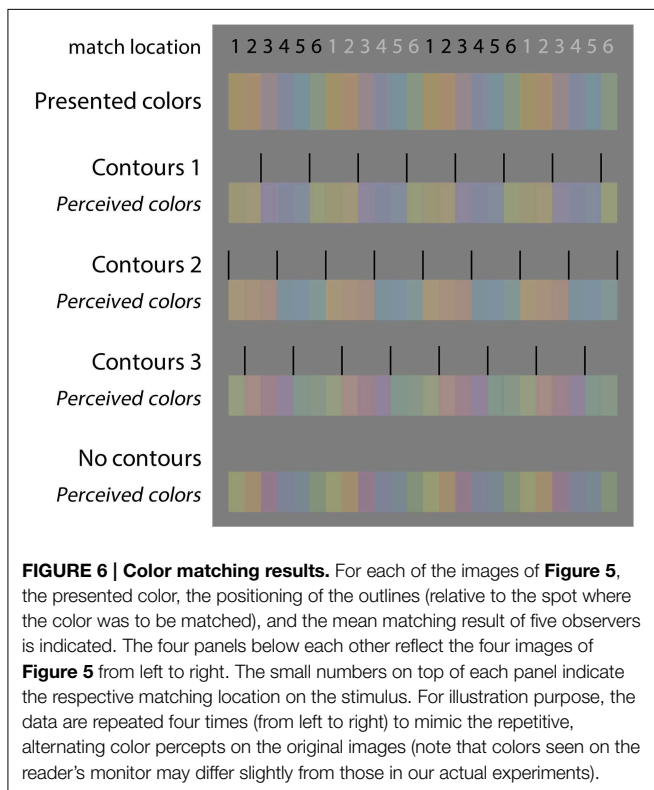 match location 1 2 3 4 5 6 1 2 3 4 5 6 1 2 3 4 5 6 1 2 3 4 5 6
Presented colors
Contours 1
Perceived colors
Contours 2
Perceived colors
Contours 3
Perceived colors
No contours
Perceived colors
FIGURE 6 | Color matching results. For each of the images of Figure 5,
the presented color, the positioning of the outlines (relative to the spot where
the color was to be matched), and the mean matching result of five observers
is indicated. The four panels below each other reflect the four images of
Figure 5 from left to right. The small numbers on top of each panel indicate
the respective matching location on the stimulus. For illustration purpose, the
data are repeated four times (from left to right) to mimic the repetitive,
alternating color percepts on the original images (note that colors seen on the
reader's monitor may differ slightly from those in our actual experiments).